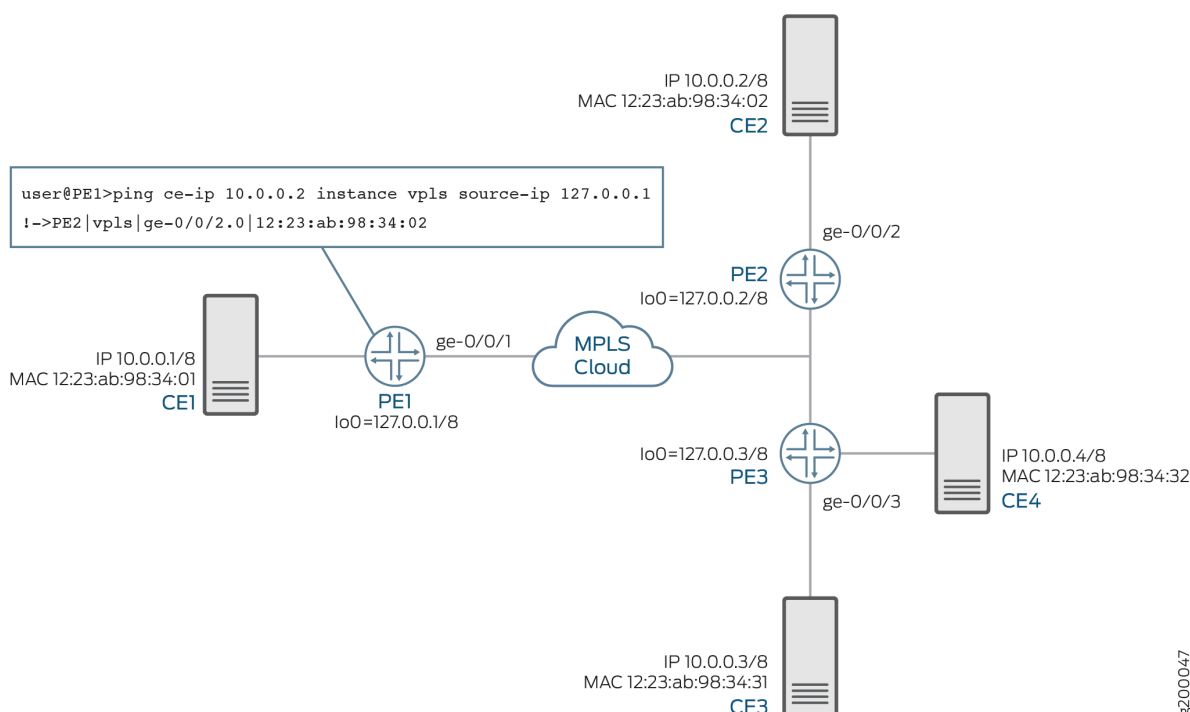 IP 10.0.0.2/8
MAC 12:23:ab:98:34:02
CE2
user@PE1>ping ce-ip 10.0.0.2 instance vpls source-ip 127.0.0.1
!->PE2|vpls|ge-0/0/2.0|12:23:ab:98:34:02
ge-0/0/2
PE2
lo0=127.0.0.2/8
ge-0/0/1
MPLS
Cloud
IP 10.0.0.1/8
MAC 12:23:ab:98:34:01
CE1
PE1
lo0=127.0.0.1/8
lo0=127.0.0.3/8
PE3
ge-0/0/3
IP 10.0.0.4/8
MAC 12:23:ab:98:34:32
CE4
IP 10.0.0.3/8
MAC 12:23:ab:98:34:31
CE3
g200047